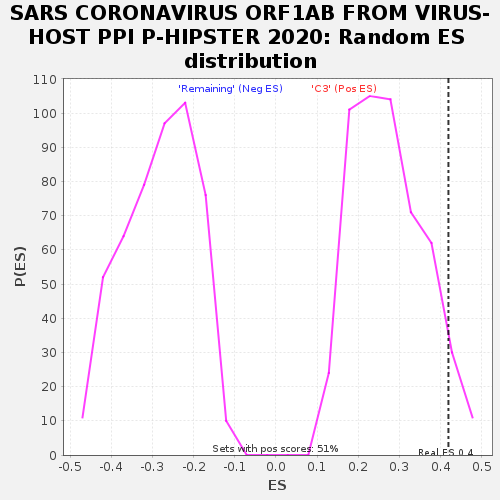 SARS CORONAVIRUS ORF1AB FROM VIRUS-
HOST PPI P-HIPSTER 2020: Random ES
distribution
'Remaining' (Neg ES)
'C3' (Pos ES)
110
100
90
80
70
60
50
40
30
20
10
0
P(ES)
Sets with pos scores: 51%
Real ES 0.4
-0.5 -0.4 -0.3 -0.2 -0.1 0.0 0.1 0.2 0.3 0.4 0.5
ES